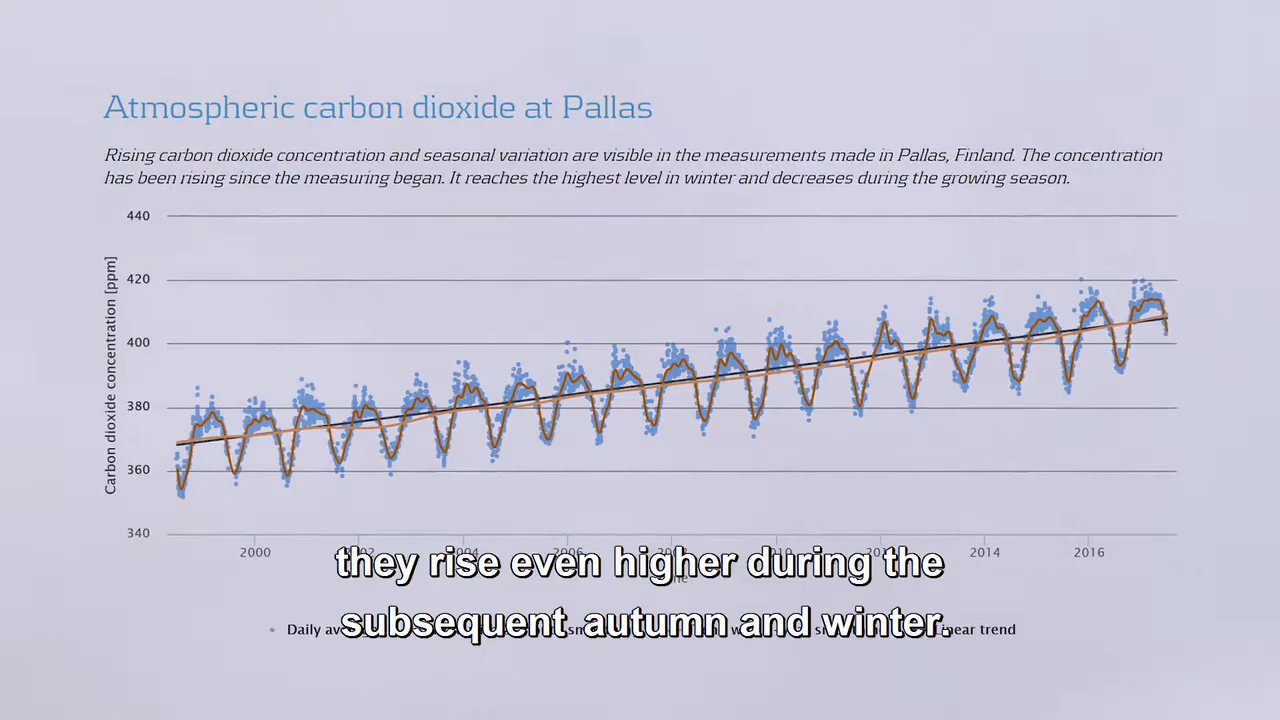 Atmospheric carbon dioxide at Pallas
Rising carbon dioxide concentration and seasonal variation are visible in the measurements made in Pallas, Finland. The concentration
has been rising since the measuring began. It reaches the highest level in winter and decreases during the growing season.
Carbon dioxide concentration [ppm]
440
420
400
380
360
340
2000 2006 2014 2016
they rise even higher during the
subsequent autumn and winter.
Daily trend